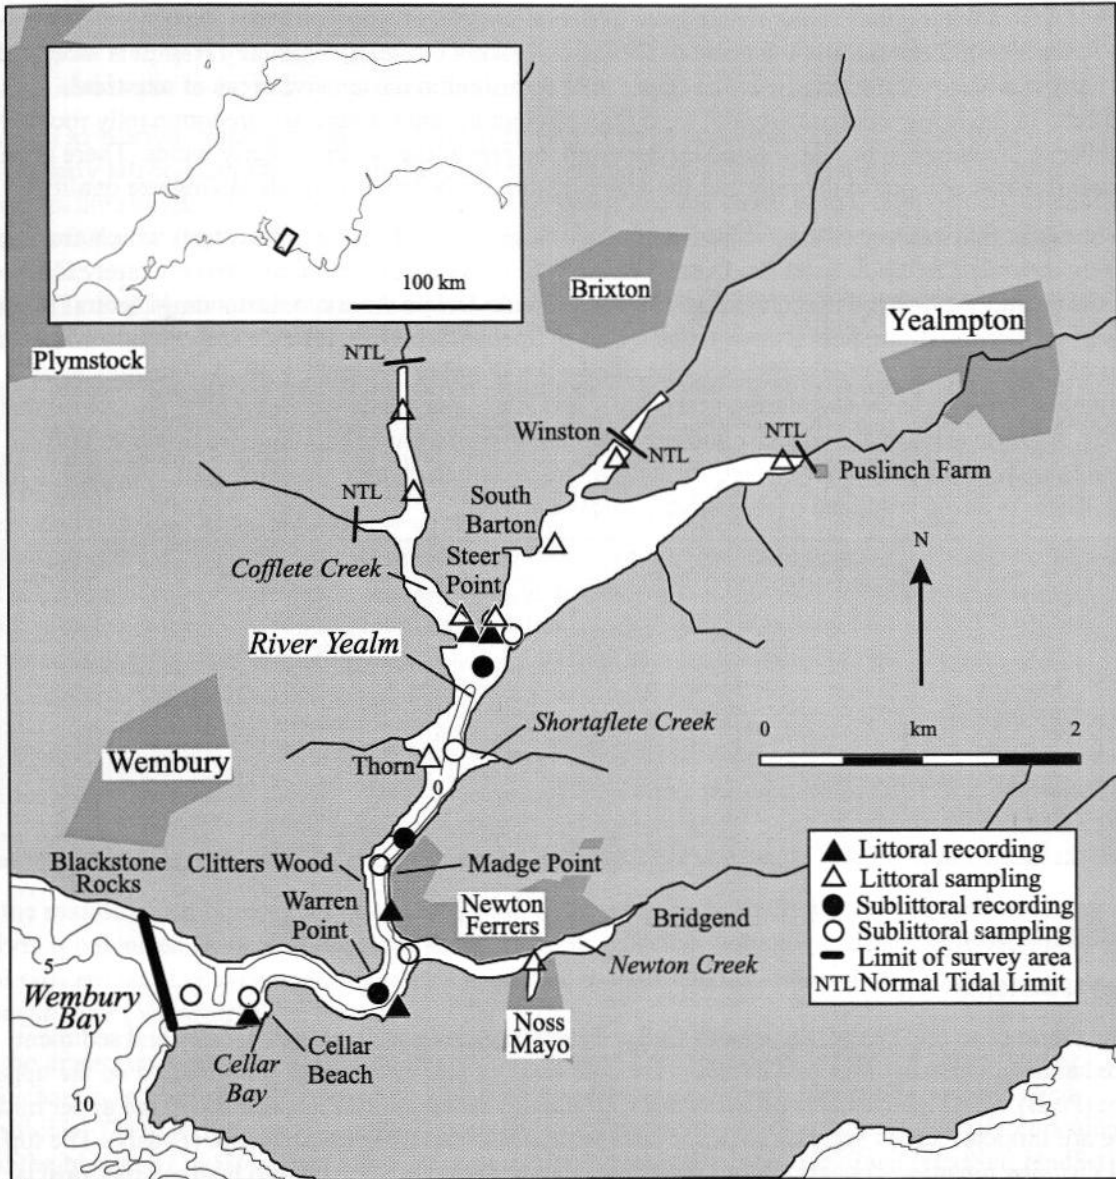 100 km
Plymstock
Brixton
Yealmpton
NTL
Winston
NTL
NTL
Puslinch Farm
NTL
South
Barton
Steer
Point
Cofflete Creek
N
River Yealm
Shortaflete Creek
0 km 2
Wembury
Thorn
0
Blackstone
Rocks
Clitters Wood
Madge Point
Warren
Point
Newton
Ferrers
Bridgend
Newton Creek
5
Wembury
Bay
Cellar
Beach
Noss
Mayo
Cellar
Bay
10
Littoral recording
Littoral sampling
Sublittoral recording
Sublittoral sampling
Limit of survey area
NTL Normal Tidal Limit